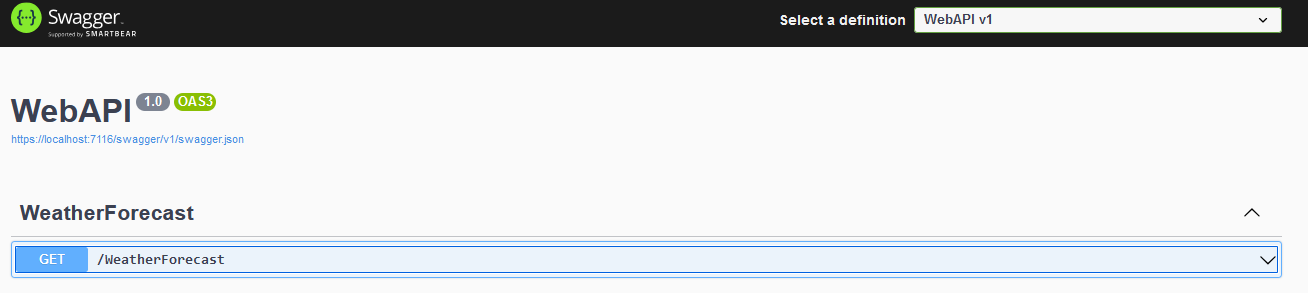 {···} Swagger.
Supported by SMARTBEAR
Select a definition
WebAPI v1
WebAPI 1.0 OAS3
https://localhost:7116/swagger/v1/swagger.json
WeatherForecast
GET /WeatherForecast